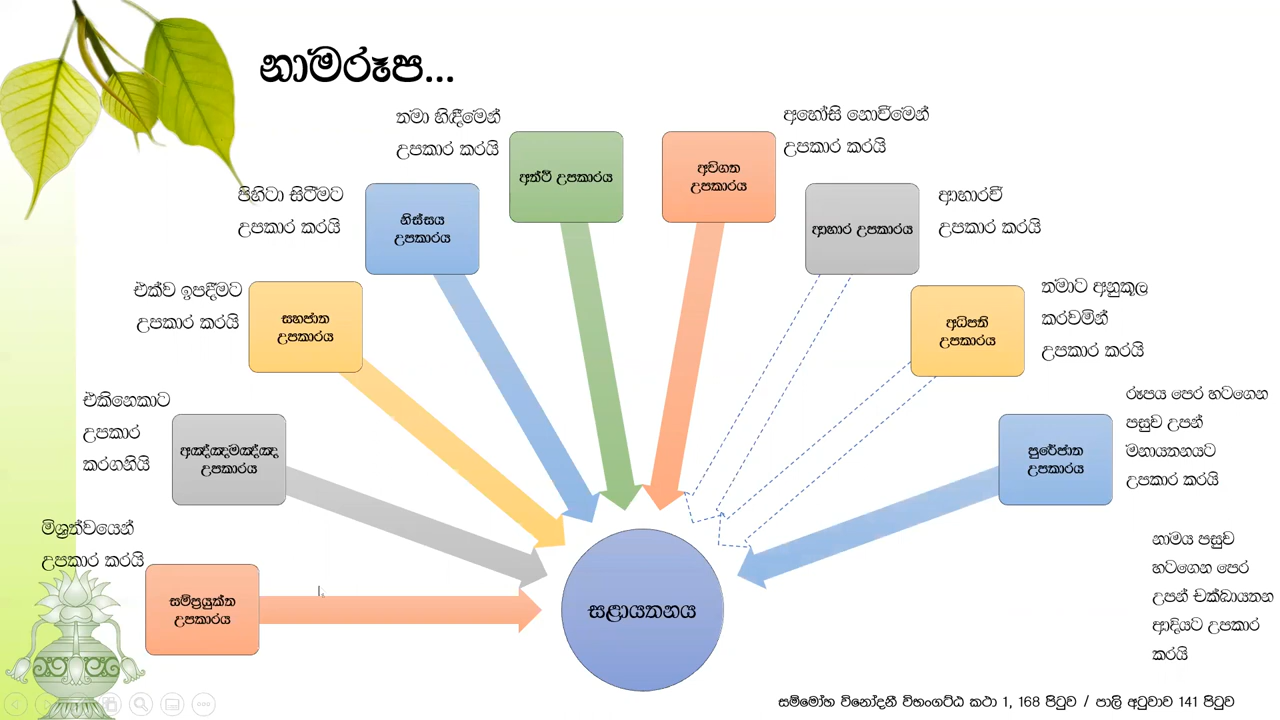 නාමරූප...
තමා හිඳීමෙන්
උපකාර කරයි
අත්ථි උපකාරය
අහෝසි නොවීමෙන්
උපකාර කරයි
අවිගත
උපකාරය
පිහිටා සිටීමට
උපකාර කරයි
නිස්සය
උපකාරය
ආහාරවී
උපකාර කරයි
ආහාර උපකාරය
එක්ව ඉපදීමට
උපකාර කරයි
සහජාත
උපකාරය
තමාට අනුකූල
කරවමින්
උපකාර කරයි
අධිපති
උපකාරය
එකිනෙකාට
උපකාර
කරගනියි
අඤ්ඤමඤ්ඤ
උපකාරය
රූපය පෙර හටගෙන
පසුව උපන්
මනායතනයට
උපකාර කරයි
පුරේජාත
උපකාරය
මිශ්‍රත්වයෙන්
උපකාර කරයි
සම්ප්‍රයුක්ත
උපකාරය
සළායතනය
නාමය පසුව
හටගෙන පෙර
උපන් චක්ඛායතන
ආදියට උපකාර
කරයි
සම්මෝහ විනෝදනී විභංගට්ඨ කථා 1, 168 පිටුව / පාලි අටුවාව 141 පිටුව